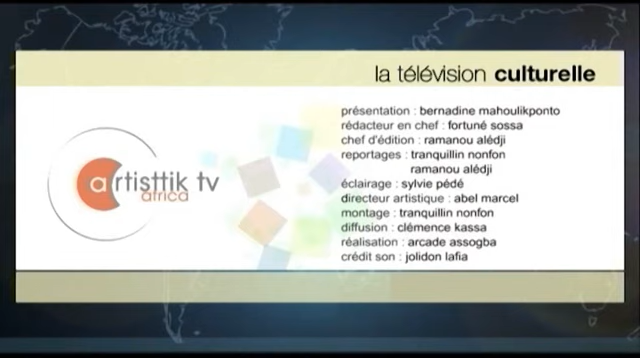 la télévision culturelle
présentation : bernadine mahoulikponto
rédacteur en chef : fortuné sossa
chef d'édition : ramanou alédji
reportages : tranquillin nonfon
ramanou alédji
éclairage : sylvie pédé
directeur artistique : abel marcel
montage : tranquillin nonfon
diffusion : clémence kassa
réalisation : arcade assogba
crédit son : jolidon lafia
artisttik tv
africa